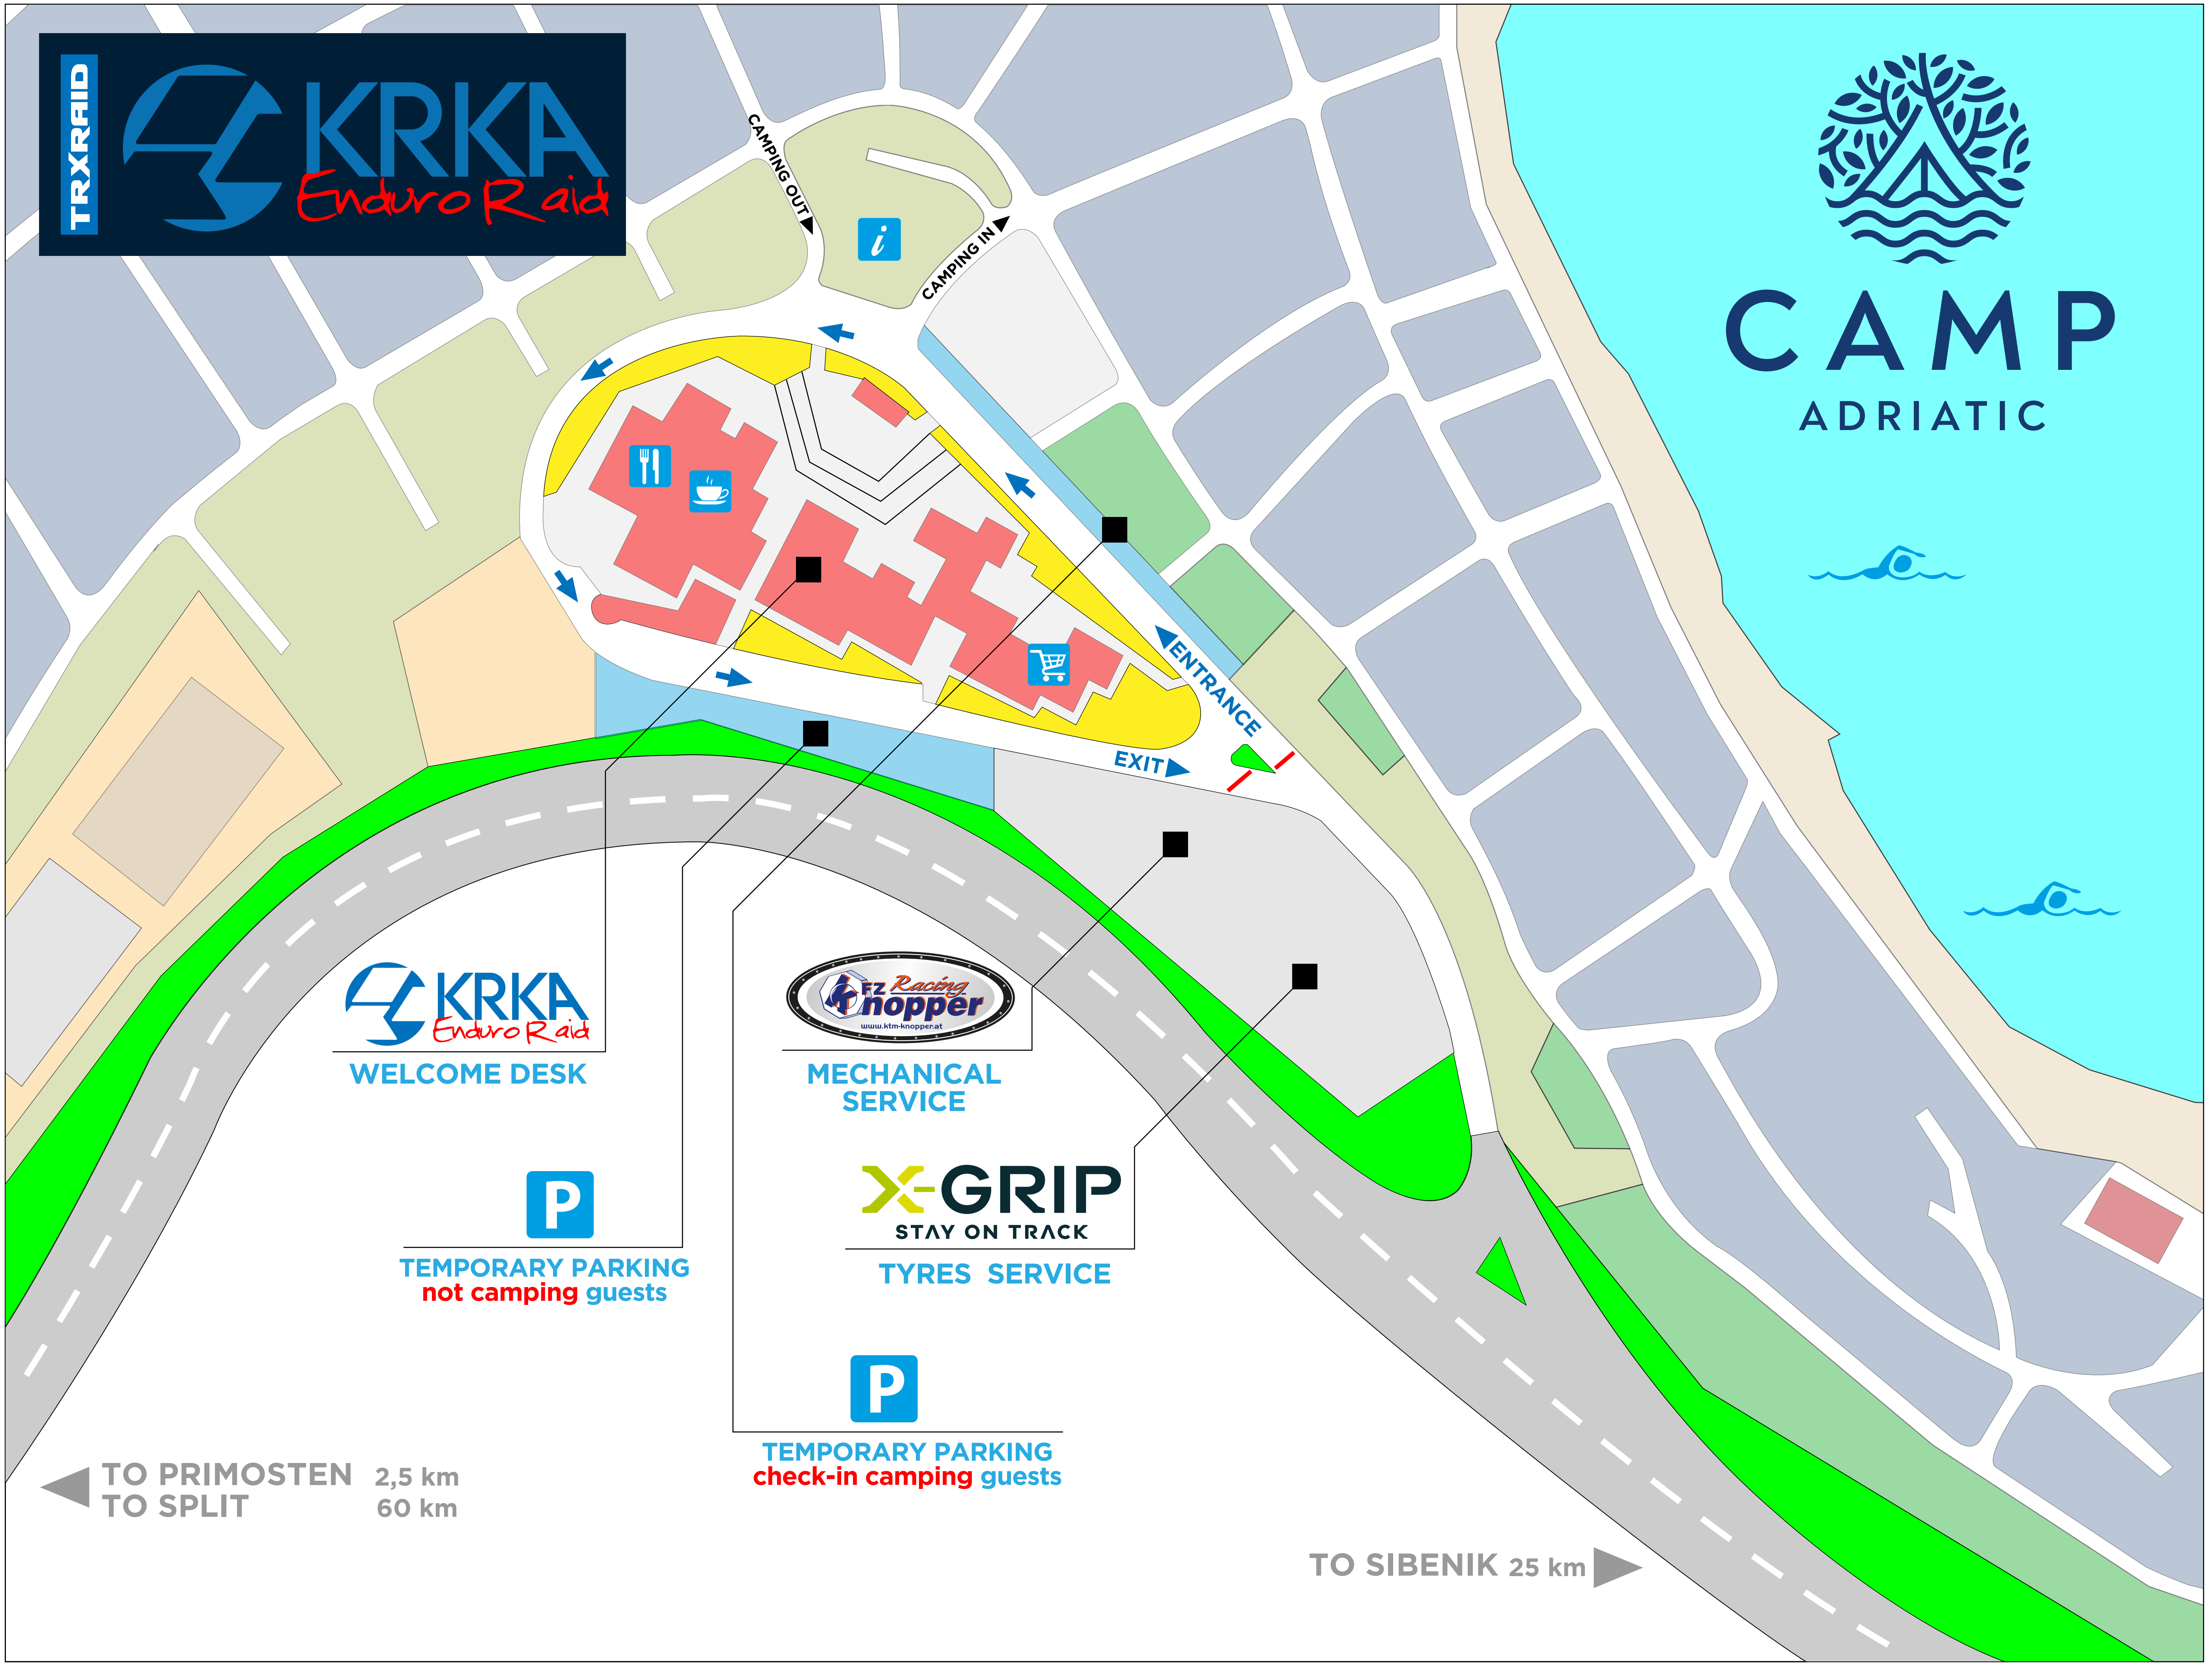 TRXRAID
KRKA
Enduro Raid
CAMP
ADRIATIC
CAMPING OUT
i
CAMPING IN
ENTRANCE
EXIT
KRKA
Enduro Raid
WELCOME DESK
FZ Racing
Knopper
www.ktm-knopper.at
MECHANICAL
SERVICE
P
TEMPORARY PARKING
not camping guests
X-GRIP
STAY ON TRACK
TYRES SERVICE
P
TEMPORARY PARKING
check-in camping guests
TO PRIMOSTEN 2,5 km
TO SPLIT 60 km
TO SIBENIK 25 km